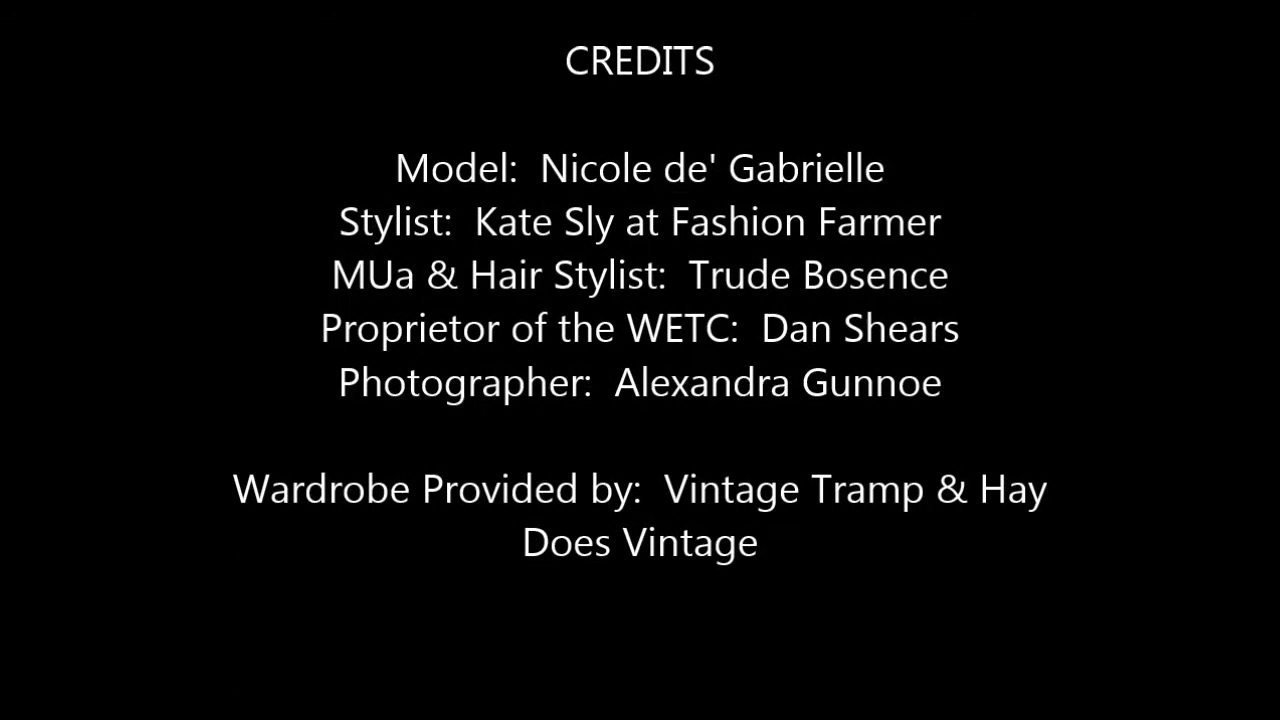 CREDITS
Model:  Nicole de' Gabrielle
Stylist:  Kate Sly at Fashion Farmer
MUa & Hair Stylist:  Trude Bosence
Proprietor of the WETC:  Dan Shears
Photographer:  Alexandra Gunnoe
Wardrobe Provided by:  Vintage Tramp & Hay
Does Vintage